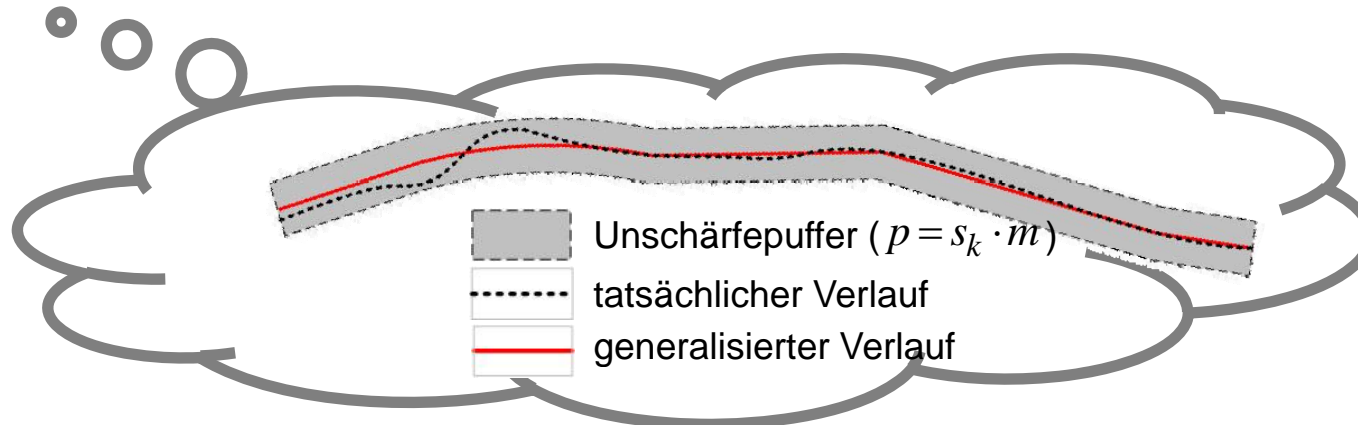 Unschärfepuffer ( p = s_k · m )
tatsächlicher Verlauf
generalisierter Verlauf